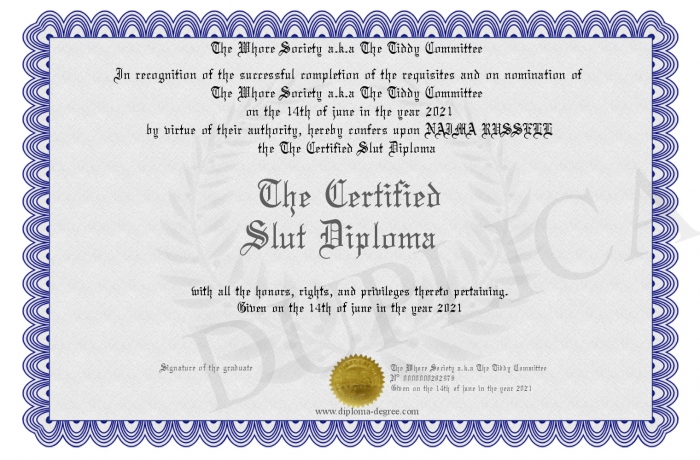 The Whore Society a.k.a The Tiddy Committee
In recognition of the successful completion of the requisites and on nomination of
The Whore Society a.k.a The Tiddy Committee
on the 14th of june in the year 2021
by virtue of their authority, hereby confers upon NAIMA RUSSELL
the The Certified Slut Diploma
The Certified
Slut Diploma
DUPLICA
with all the honors, rights, and privileges thereto pertaining.
Given on the 14th of june in the year 2021
Signature of the graduate
The Whore Society a.k.a The Tiddy Committee
N° 0000000282979
Given on the 14th of june in the year 2021
www.diploma-degree.com